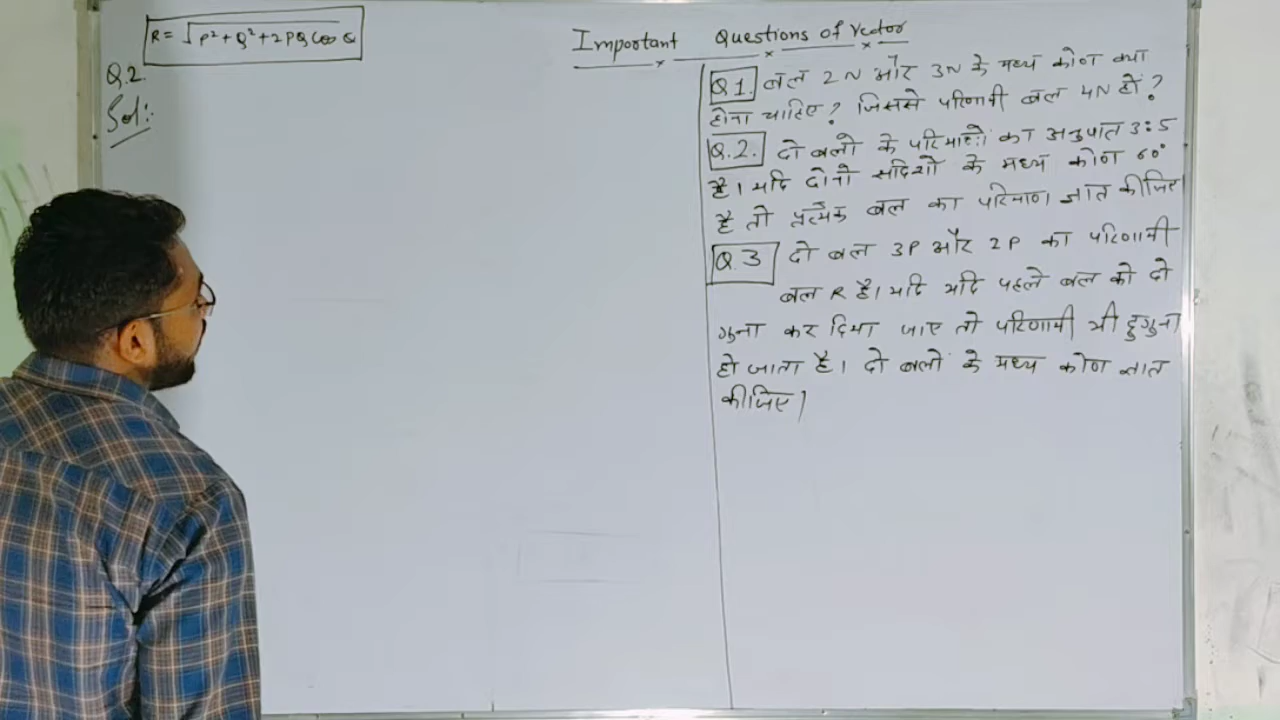 R = √P² + Q² + 2PQ Cos θ
Important Questions of Vector
Q.2.
Sol:-
Q 1. बल 2 N और 3N के मध्य कोण क्या
होना चाहिए? जिससे परिणामी बल 4N हो?
Q.2. दो बलो के परिमाणों का अनुपात 3:5
है। यदि दोनो सदिशो के मध्य कोण 60°
है तो प्रत्येक बल का परिमाण ज्ञात कीजिए
Q.3 दो बल 3P और 2P का परिणामी
बल R है। यदि यदि पहले बल को दो
गुना कर दिया जाए तो परिणामी भी दुगुना
हो जाता है। दो बलों के मध्य कोण ज्ञात
कीजिए।